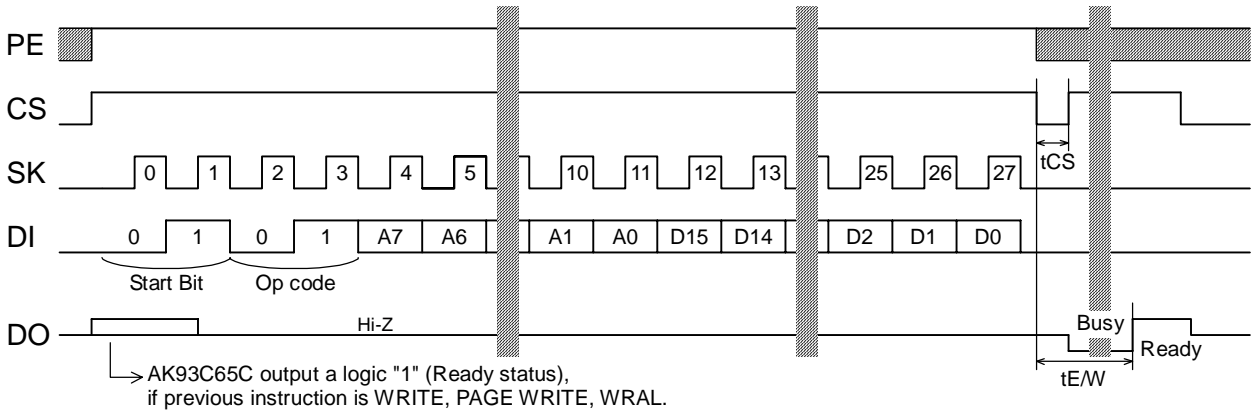 PE
CS
tCS
SK 0 1 2 3 4 5 10 11 12 13 25 26 27
DI 0 1 0 1 A7 A6 A1 A0 D15 D14 D2 D1 D0
Start Bit Op code
DO Hi-Z Busy
Ready
tE/W
AK93C65C output a logic "1" (Ready status),
if previous instruction is WRITE, PAGE WRITE, WRAL.